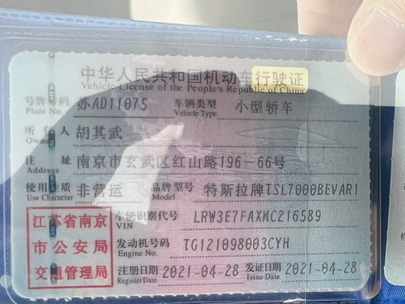 中华人民共和国机动车行驶证
Vehicle License of the People's Republic of China
号牌号码 苏AD11075 车辆类型 小型轿车
Plate No. Vehicle Type
所有人 胡其武
Owner
住址 南京市玄武区红山路196-66号
Address
使用性质 非营运 品牌型号 特斯拉牌TSL7000BEVAR1
Use Character Model
江苏省南京 车辆识别代号 LRW3E7FAXMC216589
VIN
市公安局 发动机号码 TG121098003CYH
Engine No.
交通管理局 注册日期 2021-04-28 发证日期 2021-04-28
Register Date Issue Date